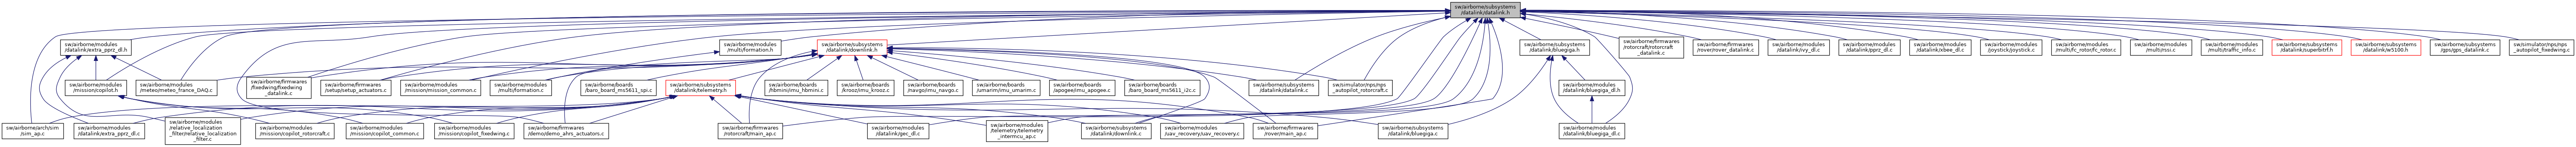 sw/airborne/subsystems
/datalink/datalink.h
sw/airborne/modules
/datalink/extra_pprz_dl.h
sw/airborne/modules
/multi/formation.h
sw/airborne/subsystems
/datalink/downlink.h
sw/airborne/subsystems
/datalink/bluegiga.h
sw/airborne/firmwares
/rotorcraft/rotorcraft
_datalink.c
sw/airborne/firmwares
/rover/rover_datalink.c
sw/airborne/modules
/datalink/ivy_dl.c
sw/airborne/modules
/datalink/pprz_dl.c
sw/airborne/modules
/datalink/xbee_dl.c
sw/airborne/modules
/joystick/joystick.c
sw/airborne/modules
/multi/fc_rotor/fc_rotor.c
sw/airborne/modules
/multi/rssi.c
sw/airborne/modules
/multi/traffic_info.c
sw/airborne/subsystems
/datalink/superbitrf.h
sw/airborne/subsystems
/datalink/w5100.h
sw/airborne/subsystems
/gps/gps_datalink.c
sw/simulator/nps/nps
_autopilot_fixedwing.c
sw/airborne/modules
/mission/copilot.h
sw/airborne/modules
/meteo/meteo_france_DAQ.c
sw/airborne/firmwares
/fixedwing/fixedwing
_datalink.c
sw/airborne/firmwares
/setup/setup_actuators.c
sw/airborne/modules
/mission/mission_common.c
sw/airborne/modules
/multi/formation.c
sw/airborne/boards
/baro_board_ms5611_spi.c
sw/airborne/subsystems
/datalink/telemetry.h
sw/airborne/boards
/hbmini/imu_hbmini.c
sw/airborne/boards
/krooz/imu_krooz.c
sw/airborne/boards
/navgo/imu_navgo.c
sw/airborne/boards
/umarim/imu_umarim.c
sw/airborne/boards
/apogee/imu_apogee.c
sw/airborne/boards
/baro_board_ms5611_i2c.c
sw/airborne/subsystems
/datalink/datalink.c
sw/simulator/nps/nps
_autopilot_rotorcraft.c
sw/airborne/modules
/datalink/bluegiga_dl.h
sw/airborne/arch/sim
/sim_ap.c
sw/airborne/modules
/datalink/extra_pprz_dl.c
sw/airborne/modules
/relative_localization
_filter/relative_localization
_filter.c
sw/airborne/modules
/mission/copilot_rotorcraft.c
sw/airborne/modules
/mission/copilot_common.c
sw/airborne/modules
/mission/copilot_fixedwing.c
sw/airborne/firmwares
/demo/demo_ahrs_actuators.c
sw/airborne/firmwares
/rotorcraft/main_ap.c
sw/airborne/modules
/datalink/gec_dl.c
sw/airborne/modules
/telemetry/telemetry
_intermcu_ap.c
sw/airborne/subsystems
/datalink/downlink.c
sw/airborne/modules
/uav_recovery/uav_recovery.c
sw/airborne/firmwares
/rover/main_ap.c
sw/airborne/subsystems
/datalink/bluegiga.c
sw/airborne/modules
/datalink/bluegiga_dl.c